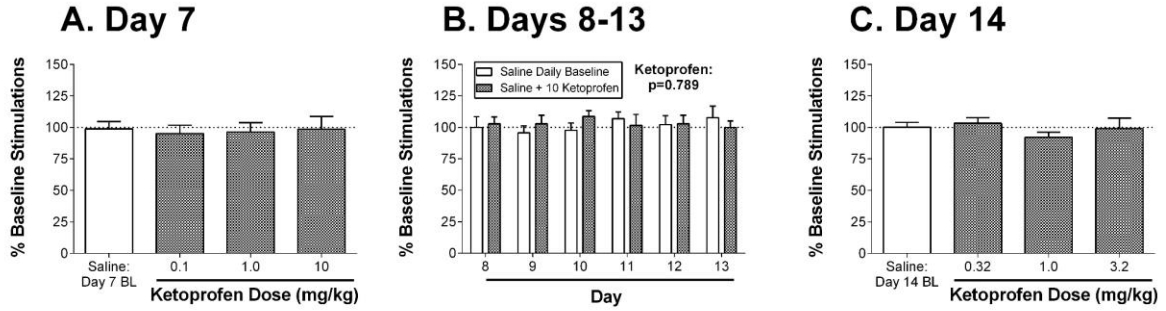 A. Day 7
% Baseline Stimulations
150
125
100
75
50
25
0
Saline:
Day 7 BL
0.1
1.0
10
Ketoprofen Dose (mg/kg)
B. Days 8-13
% Baseline Stimulations
150
125
100
75
50
25
0
Saline Daily Baseline
Saline + 10 Ketoprofen
Ketoprofen:
p=0.789
8
9
10
11
12
13
Day
C. Day 14
% Baseline Stimulations
150
125
100
75
50
25
0
Saline:
Day 14 BL
0.32
1.0
3.2
Ketoprofen Dose (mg/kg)